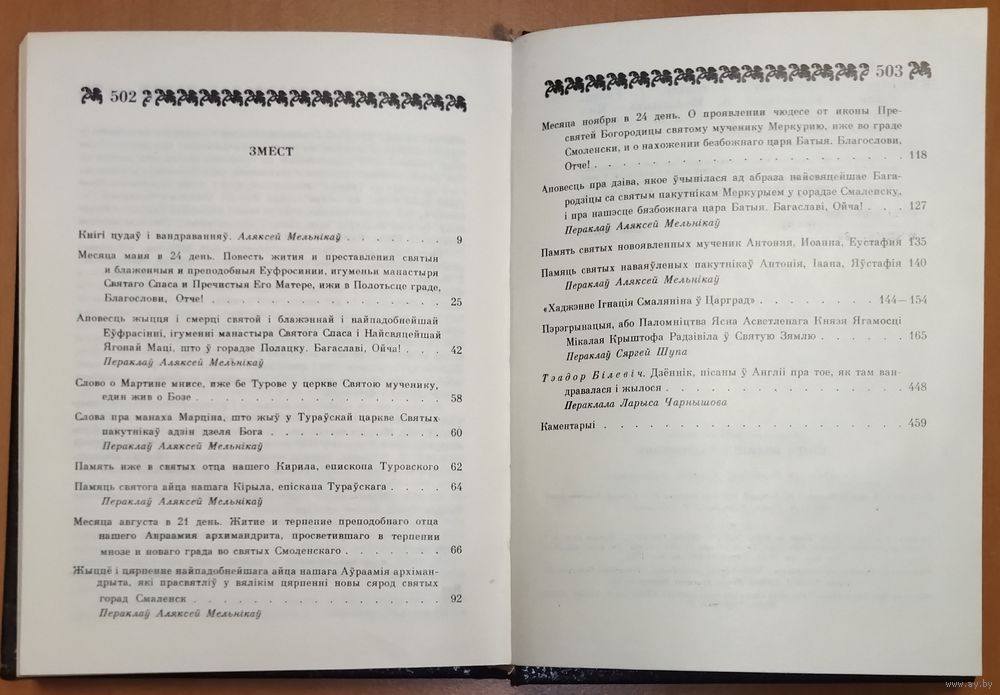 502
ЗМЕСТ
Кнігі цудаў і вандраванняў. Аляксей Мельнікаў . . . . . . . 9
Месяца маия в 24 день. Повесть жития и преставления святыя
и блаженныя и преподобныя Еуфросинии, игуменьи манастыря
Святаго Спаса и Пречистыя Его Матере, ижи в Полотьсце граде,
Благослови, Отче! . . . . . . . . . . . . . . . . . 25
Аповесць жыцця і смерці святой і блажэннай і найпадобнейшай
Еўфрасінні, ігуменні манастыра Святога Спаса і Найсвяцейшай
Ягонай Маці, што ў горадзе Полацку. Багаславі, Ойча! . . . 42
Пераклаў Аляксей Мельнікаў
Слово о Мартине мнисе, иже бе Турове у церкве Святою мученику,
един жив о Бозе . . . . . . . . . . . . . . . . . 58
Слова пра манаха Марціна, што жыў у Тураўскай царкве Святых
пакутнікаў адзін дзеля Бога . . . . . . . . . . . . . 60
Пераклаў Аляксей Мельнікаў
Память иже в святых отца нашего Кирила, епископа Туровского 62
Памяць святога айца нашага Кірыла, епіскапа Тураўскага . . . . 64
Пераклаў Аляксей Мельнікаў
Месяца августа в 21 день. Житие и терпение преподобнаго отца
нашего Авраамия архимандрита, просветившаго в терпении
мнозе и новаго града во святых Смоденскаго . . . . . . . 66
Жыццё і цярпенне найпадобнейшага айца нашага Аўраамія архіман-
дрыта, які прасвятліў у вялікім цярпенні новы сярод святых
горад Смаленск . . . . . . . . . . . . . . . . . 92
Пераклаў Аляксей Мельнікаў
503
Месяца ноября в 24 день. О проявлении чюдесе от иконы Пре-
святей Богородицы святому мученику Меркурию, иже во граде
Смоленски, и о нахожении безбожнаго царя Батыя. Благослови,
Отче! . . . . . . . . . . . . . . . . . . . . 118
Аповесць пра дзіва, якое ўчынілася ад абраза найсвяцейшае Бага-
родзіцы са святым пакутнікам Меркурыем у горадзе Смаленску,
і пра нашэсце бязбожнага цара Батыя. Багаславі, Ойча! . . . 127
Пераклаў Аляксей Мельнікаў
Память святых новоявленных мученик Антония, Иоанна, Еустафия 135
Памяць святых наваяўленых пакутнікаў Антонія, Іаана, Яўстафія 140
Пераклаў Аляксей Мельнікаў
«Хаджэнне Ігнація Смаляніна ў Царград» . . . . . . . . 144—154
Пэрэгрынацыя, або Паломніцтва Ясна Асветленага Князя Ягамосці
Мікалая Крыштофа Радзівіла ў Святую Зямлю . . . . . . 165
Пераклаў Сяргей Шупа
Тэадор Білевіч. Дзённік, пісаны ў Англіі пра тое, як там ван-
дравалася і жылося . . . . . . . . . . . . . . . 448
Пераклала Ларыса Чарнышова
Каментарыі . . . . . . . . . . . . . . . . . . . 459
www.ay.by